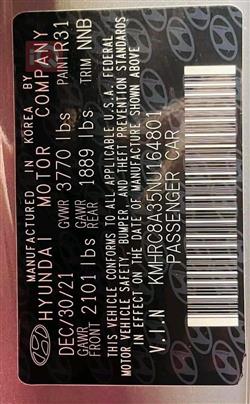 MANUFACTURED IN KOREA BY
HYUNDAI MOTOR COMPANY
DEC/30/21 GVWR 3770 lbs PAINT R31
GAWR FRONT 2101 lbs GAWR REAR 1889 lbs TRIM NNB
THIS VEHICLE CONFORMS TO ALL APPLICABLE U.S.A. FEDERAL
MOTOR VEHICLE SAFETY, BUMPER, AND THEFT PREVENTION STANDARDS
IN EFFECT ON THE DATE OF MANUFACTURE SHOWN ABOVE
V.I.N KMHRC8A35NU164801
PASSENGER CAR